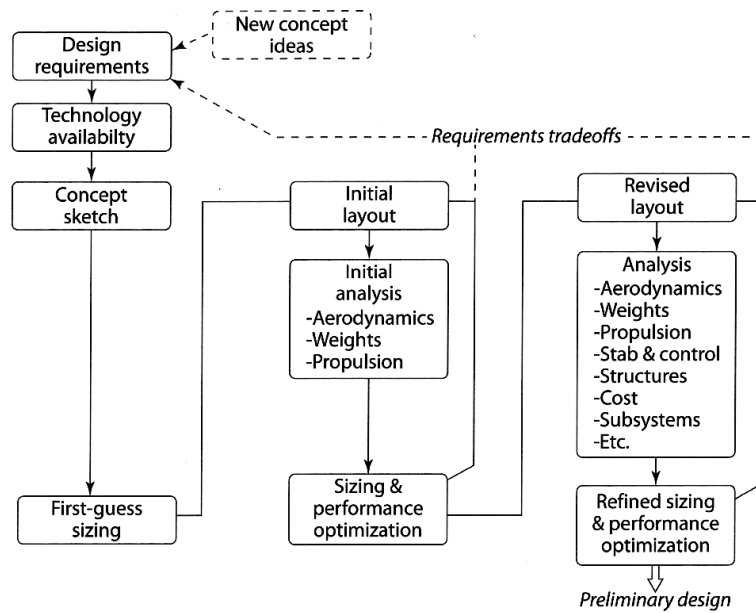 New concept
ideas
Design
requirements
Technology
availabilty
Concept
sketch
First-guess
sizing
Requirements tradeoffs
Initial
layout
Initial
analysis
-Aerodynamics
-Weights
-Propulsion
Sizing &
performance
optimization
Revised
layout
Analysis
-Aerodynamics
-Weights
-Propulsion
-Stab & control
-Structures
-Cost
-Subsystems
-Etc.
Refined sizing
& performance
optimization
Preliminary design